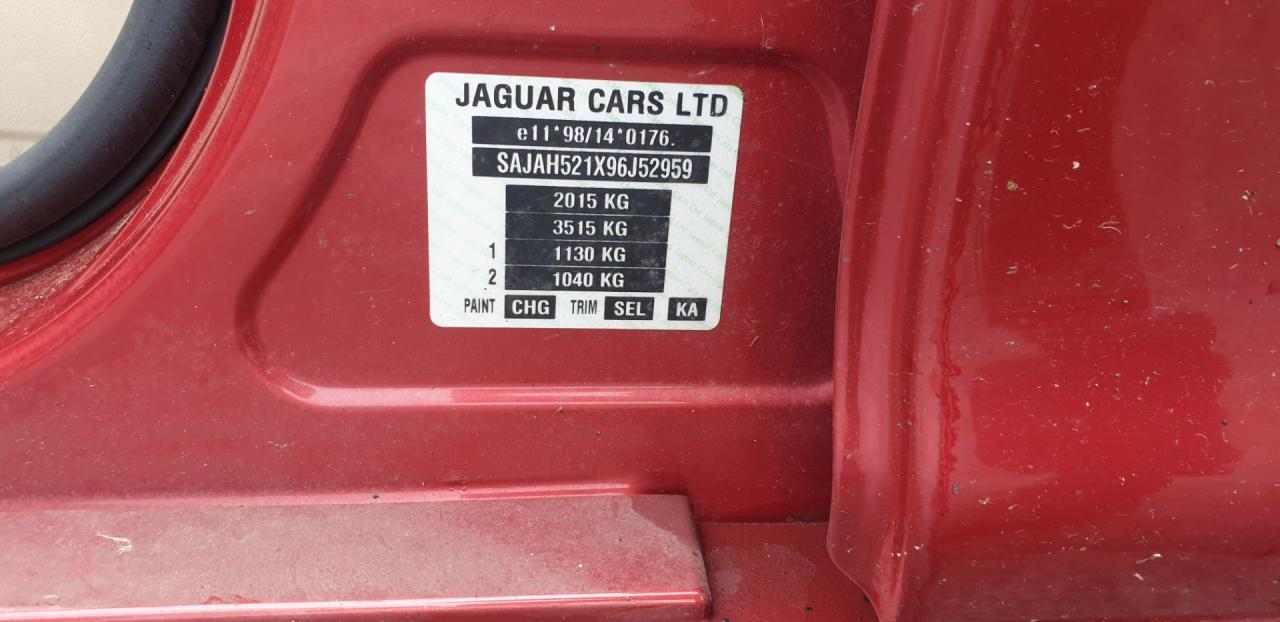 JAGUAR CARS LTD
e11*98/14*0176.
SAJAH521X96J52959
2015 KG
3515 KG
1 1130 KG
2 1040 KG
PAINT CHG TRIM SEL KA